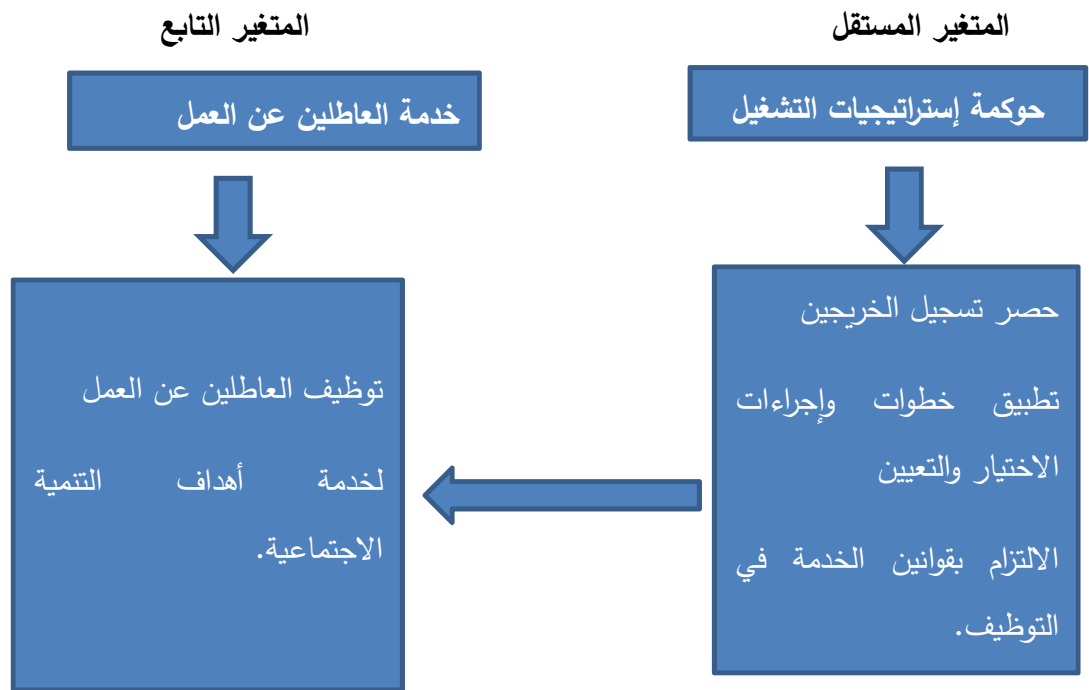 المتغير المستقل
المتغير التابع
حوكمة إستراتيجيات التشغيل
خدمة العاطلين عن العمل
حصر تسجيل الخريجين
تطبيق خطوات وإجراءات
الاختيار والتعيين
الالتزام بقوانين الخدمة في
التوظيف.
توظيف العاطلين عن العمل
لخدمة أهداف التنمية
الاجتماعية.